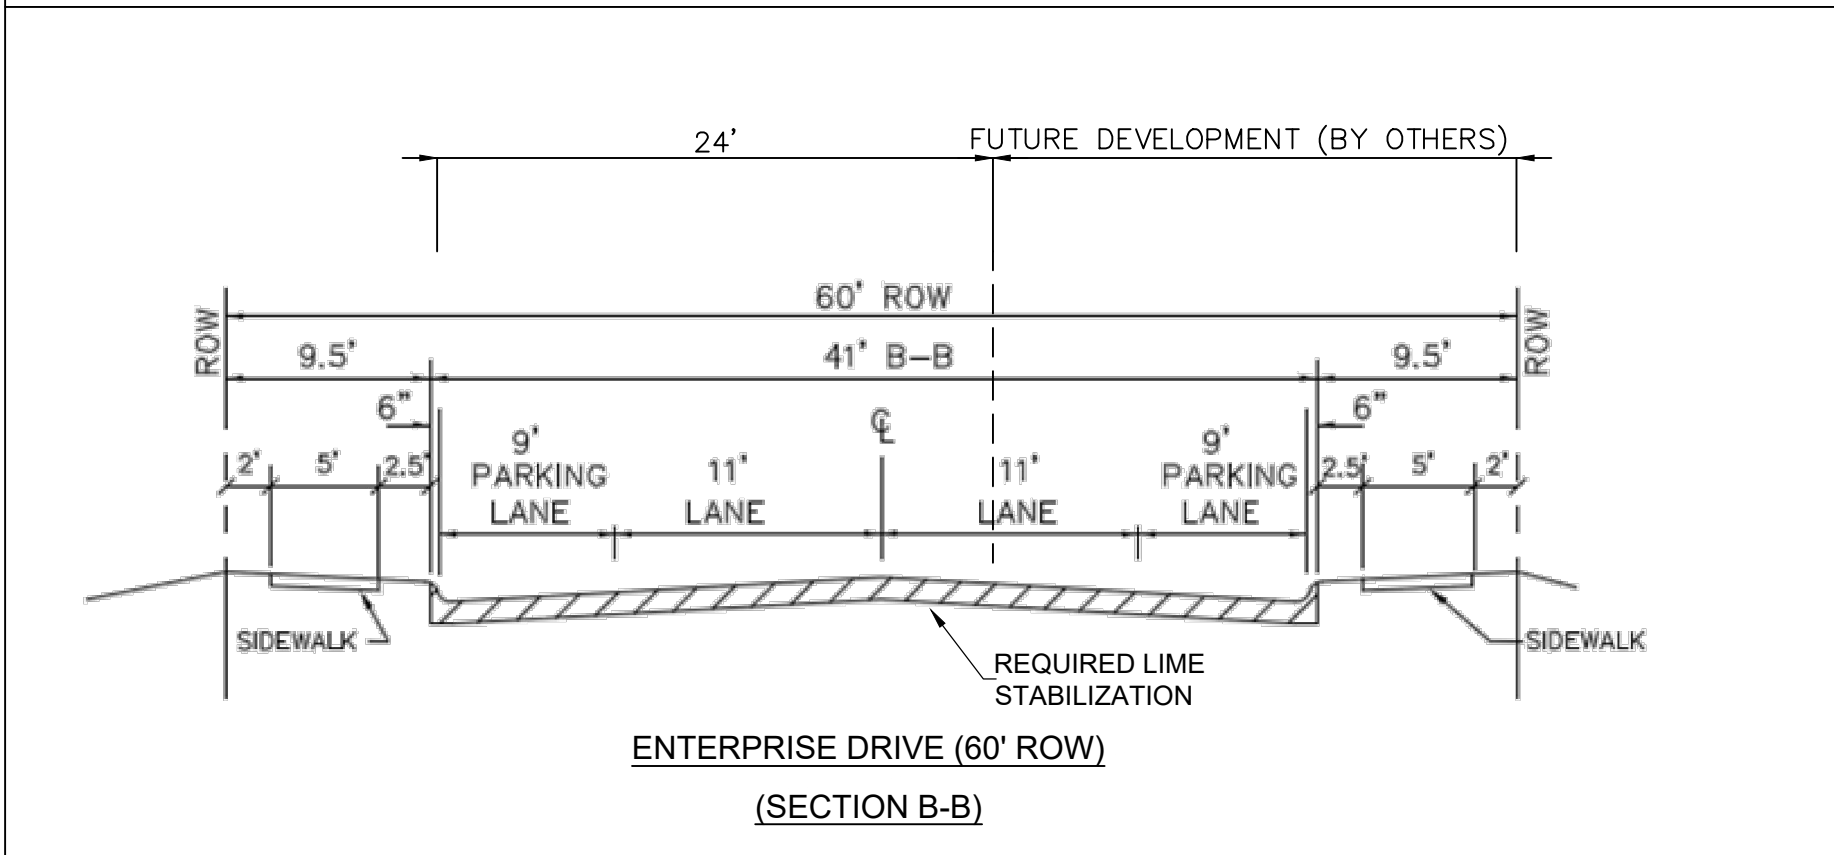 24' FUTURE DEVELOPMENT (BY OTHERS)
60' ROW
ROW
ROW
9.5' 41' B-B 9.5'
6" ℄ 6"
2' 5' 2.5' 2.5' 5' 2'
9'
PARKING
LANE
11'
LANE
11'
LANE
9'
PARKING
LANE
SIDEWALK
SIDEWALK
REQUIRED LIME
STABILIZATION
ENTERPRISE DRIVE (60' ROW)
(SECTION B-B)